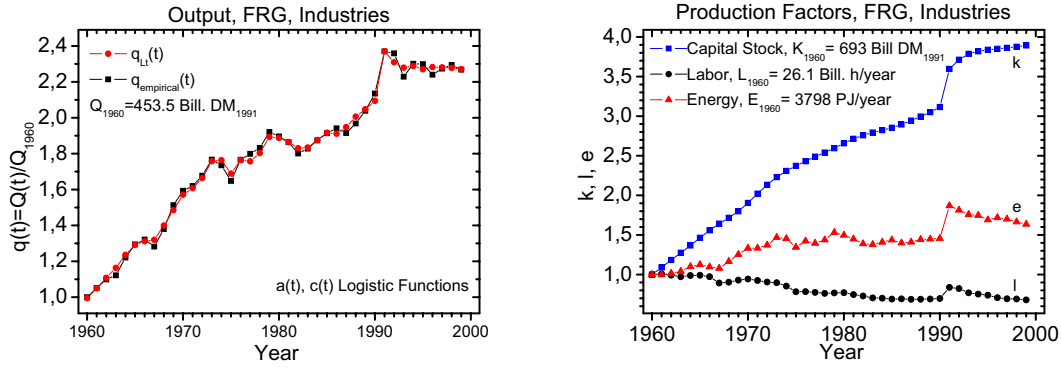 Output, FRG, Industries
q(t)=Q(t)/Q₁₉₆₀
2,4
2,2
2,0
1,8
1,6
1,4
1,2
1,0
q_Lt(t)
q_empirical(t)
Q₁₉₆₀=453.5 Bill. DM₁₉₉₁
a(t), c(t) Logistic Functions
1960 1970 1980 1990 2000
Year
Production Factors, FRG, Industries
k, l, e
4,0
3,5
3,0
2,5
2,0
1,5
1,0
0,5
Capital Stock, K₁₉₆₀ = 693 Bill DM₁₉₉₁
Labor, L₁₉₆₀= 26.1 Bill. h/year
Energy, E₁₉₆₀ = 3798 PJ/year
k
e
l
1960 1970 1980 1990 2000
Year